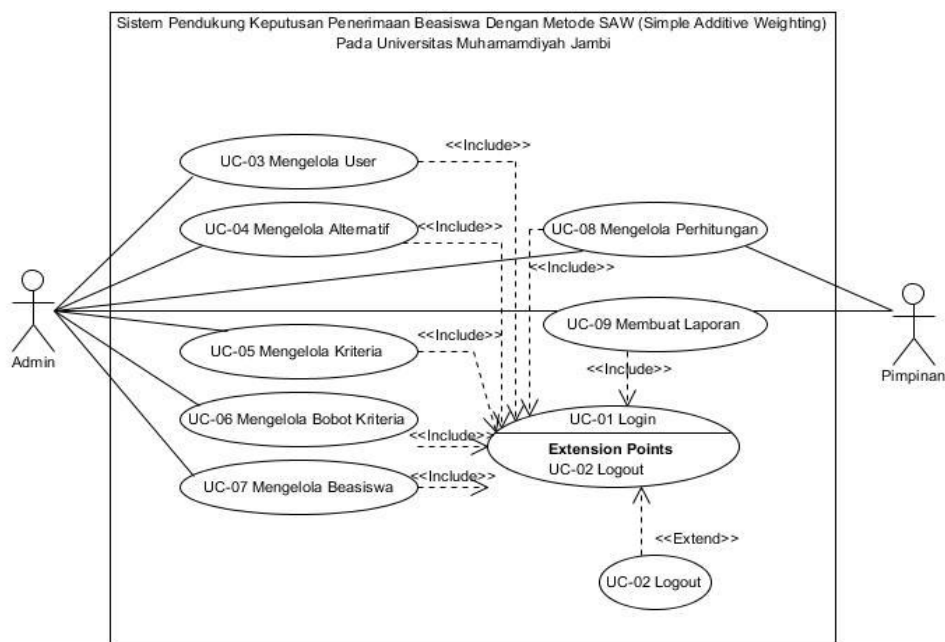 Sistem Pendukung Keputusan Penerimaan Beasiswa Dengan Metode SAW (Simple Additive Weighting)
Pada Universitas Muhamamdiyah Jambi
<<Include>>
UC-03 Mengelola User
UC-04 Mengelola Alternatif
<<Include>>
UC-08 Mengelola Perhitungan
<<Include>>
Admin
UC-09 Membuat Laporan
Pimpinan
UC-05 Mengelola Kriteria
<<Include>>
<<Include>>
UC-06 Mengelola Bobot Kriteria
<<Include>>
UC-01 Login
Extension Points
UC-02 Logout
UC-07 Mengelola Beasiswa
<<Include>>
<<Extend>>
UC-02 Logout